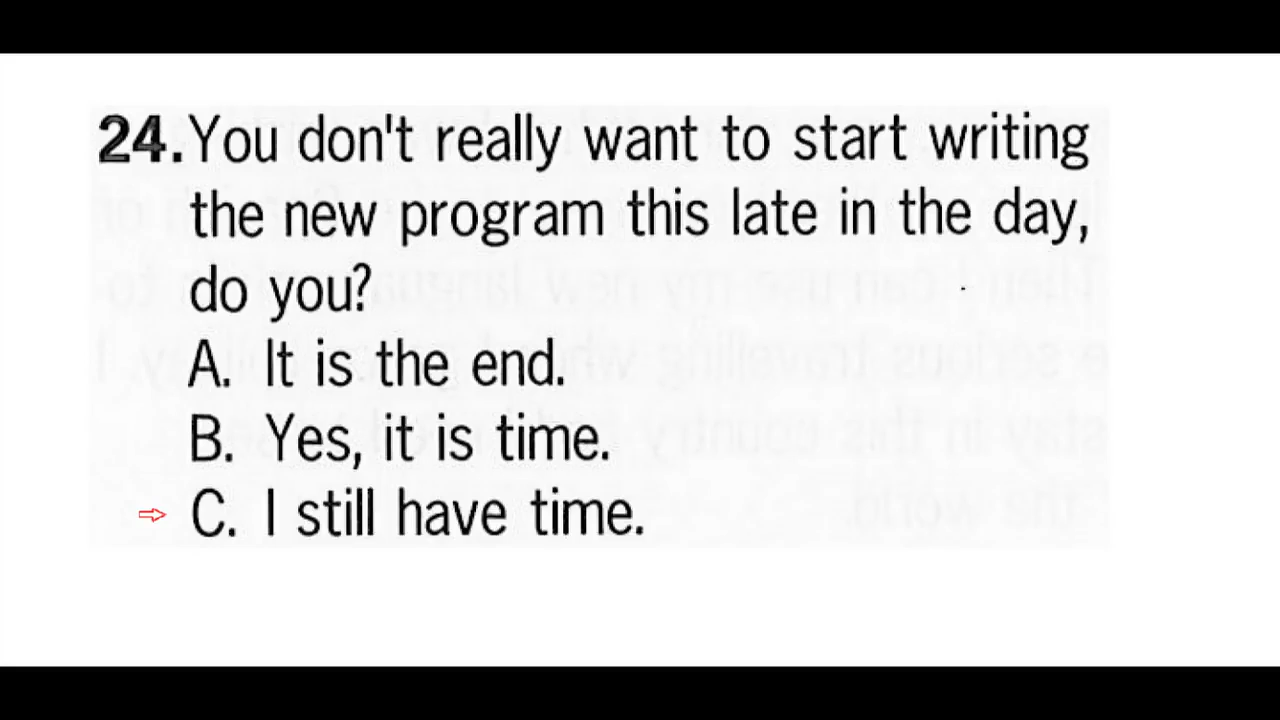 24. You don't really want to start writing
the new program this late in the day,
do you?
A. It is the end.
B. Yes, it is time.
C. I still have time.